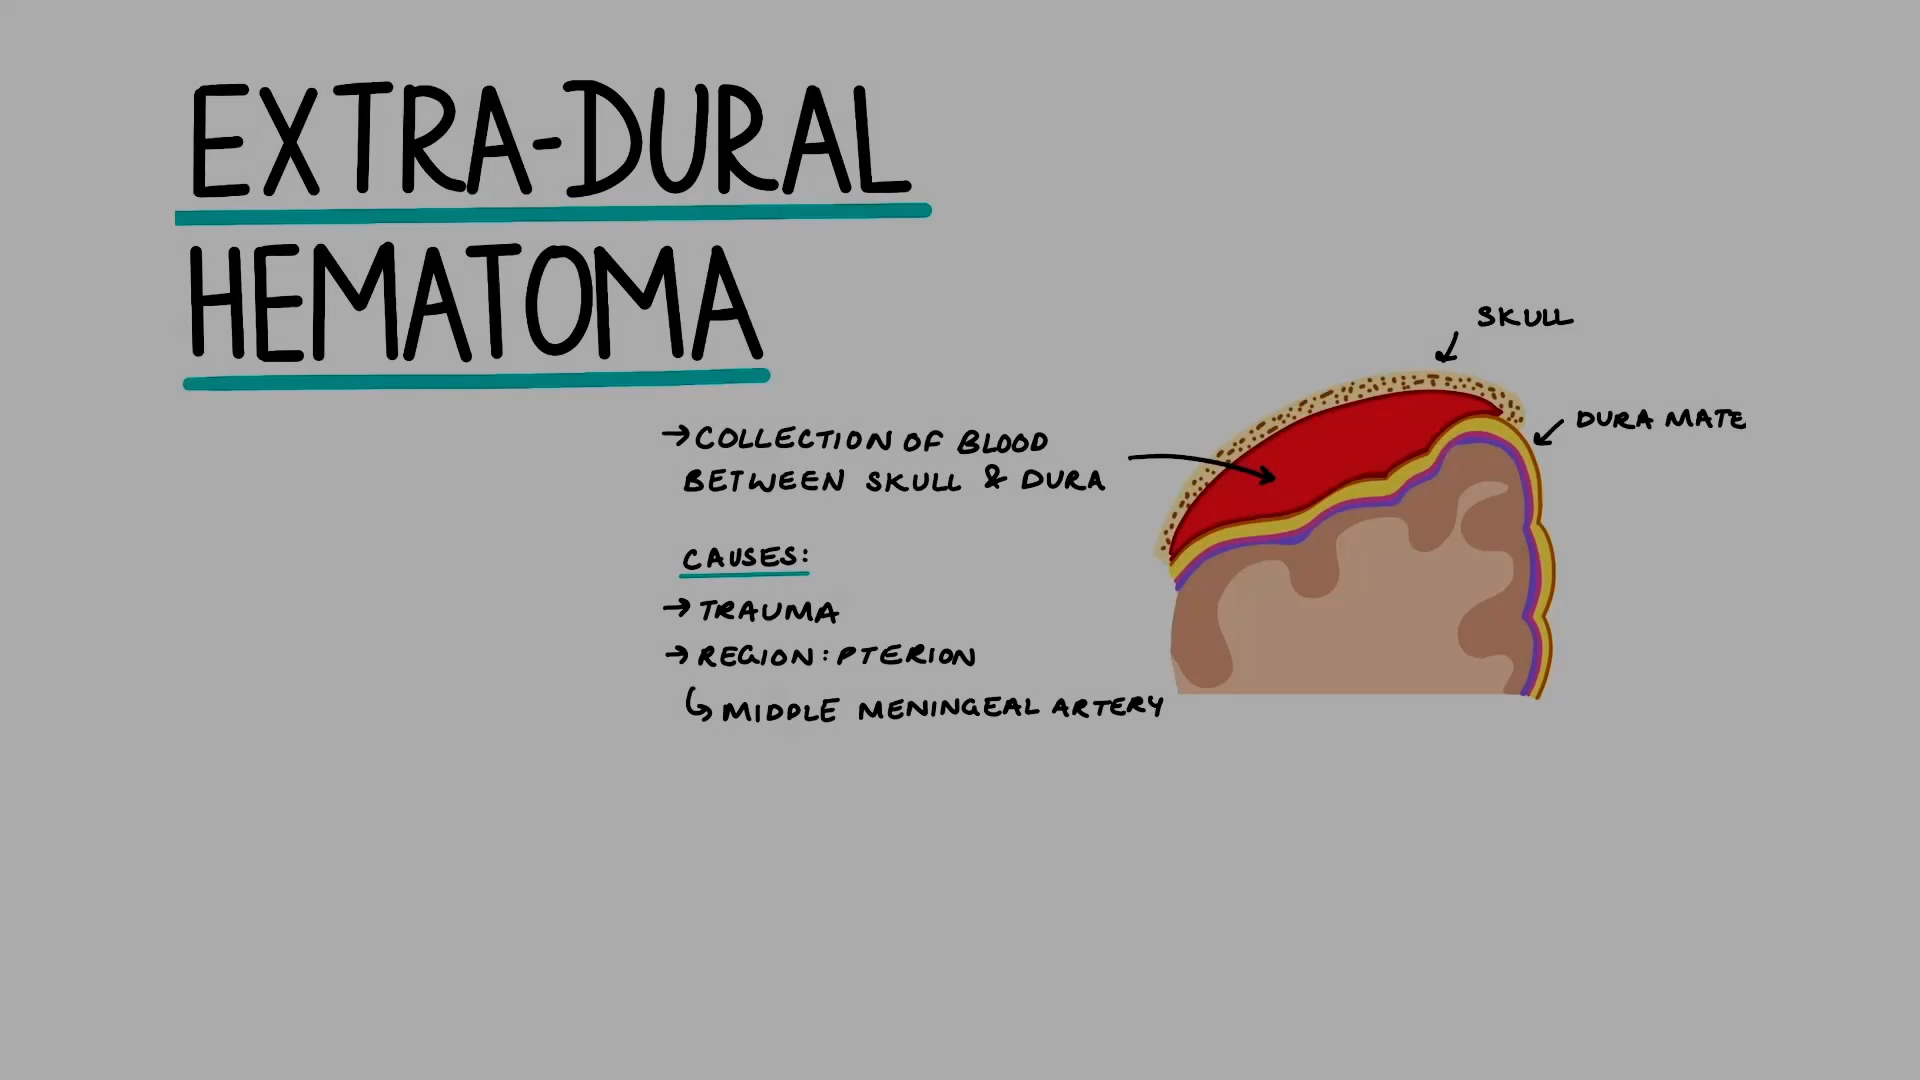 EXTRA-DURAL
HEMATOMA
SKULL
DURA MATE
→ COLLECTION OF BLOOD
BETWEEN SKULL & DURA
CAUSES:
→ TRAUMA
→ REGION: PTERION
↳ MIDDLE MENINGEAL ARTERY